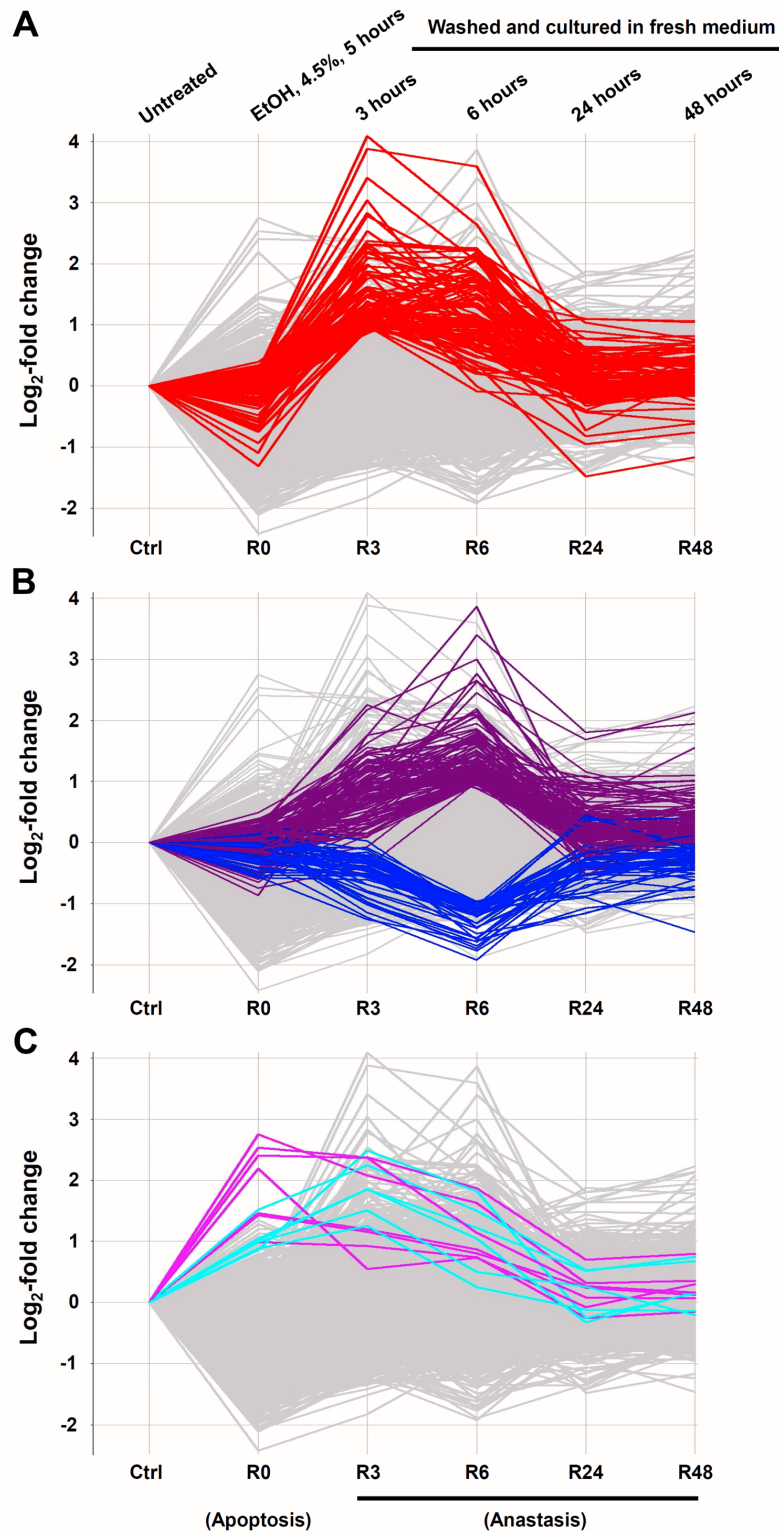 A
Washed and cultured in fresh medium
Untreated
EtOH, 4.5%, 5 hours
3 hours
6 hours
24 hours
48 hours
Log2-fold change
4
3
2
1
0
-1
-2
Ctrl R0 R3 R6 R24 R48
B
Log2-fold change
4
3
2
1
0
-1
-2
Ctrl R0 R3 R6 R24 R48
C
Log2-fold change
4
3
2
1
0
-1
-2
Ctrl R0 R3 R6 R24 R48
(Apoptosis) (Anastasis)